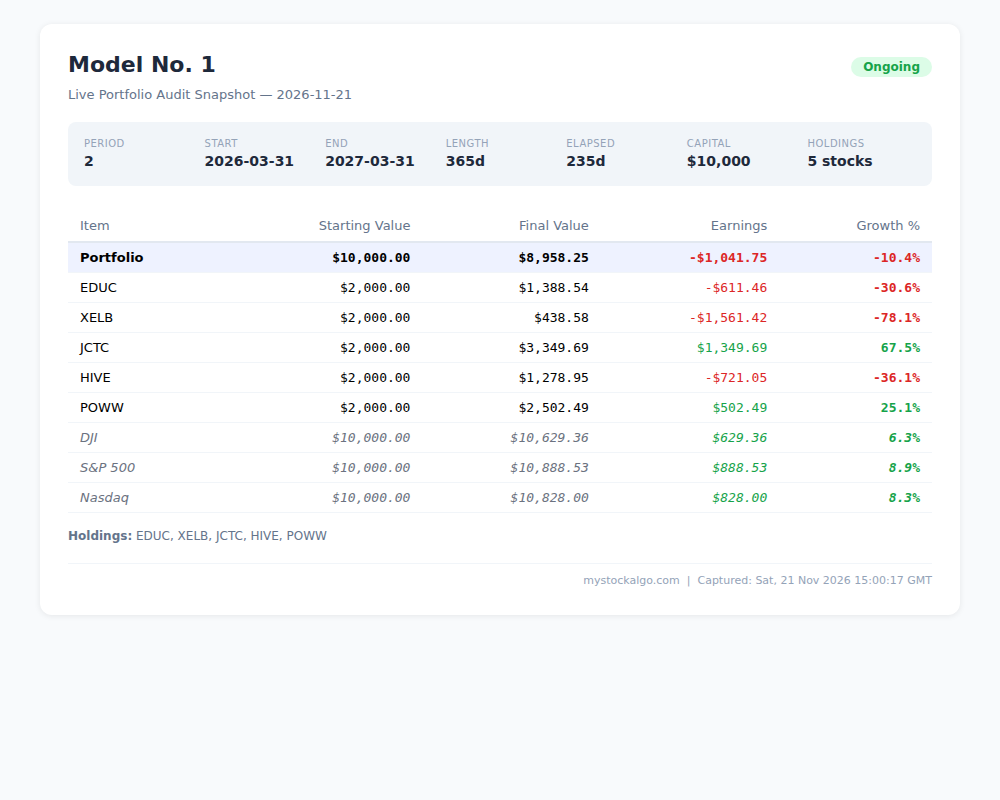 Model No. 1
Ongoing
Live Portfolio Audit Snapshot — 2026-11-21
PERIOD START END LENGTH ELAPSED CAPITAL HOLDINGS
2 2026-03-31 2027-03-31 365d 235d $10,000 5 stocks
Item Starting Value Final Value Earnings Growth %
Portfolio $10,000.00 $8,958.25 -$1,041.75 -10.4%
EDUC $2,000.00 $1,388.54 -$611.46 -30.6%
XELB $2,000.00 $438.58 -$1,561.42 -78.1%
JCTC $2,000.00 $3,349.69 $1,349.69 67.5%
HIVE $2,000.00 $1,278.95 -$721.05 -36.1%
POWW $2,000.00 $2,502.49 $502.49 25.1%
DJI $10,000.00 $10,629.36 $629.36 6.3%
S&P 500 $10,000.00 $10,888.53 $888.53 8.9%
Nasdaq $10,000.00 $10,828.00 $828.00 8.3%
Holdings: EDUC, XELB, JCTC, HIVE, POWW
mystockalgo.com | Captured: Sat, 21 Nov 2026 15:00:17 GMT